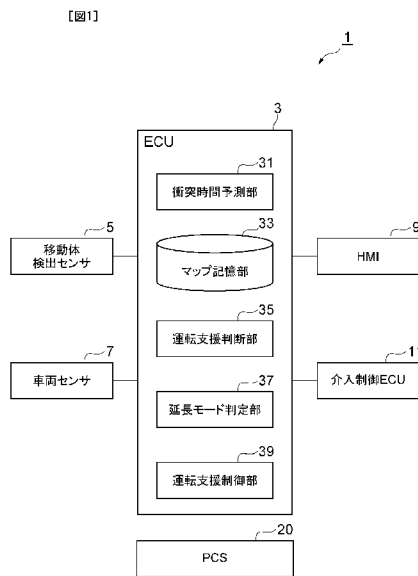 [図1]
1
3
ECU
31
衝突時間予測部
33
マップ記憶部
5
移動体
検出センサ
9
HMI
35
運転支援判断部
7
車両センサ
11
介入制御ECU
37
延長モード判定部
39
運転支援制御部
20
PCS